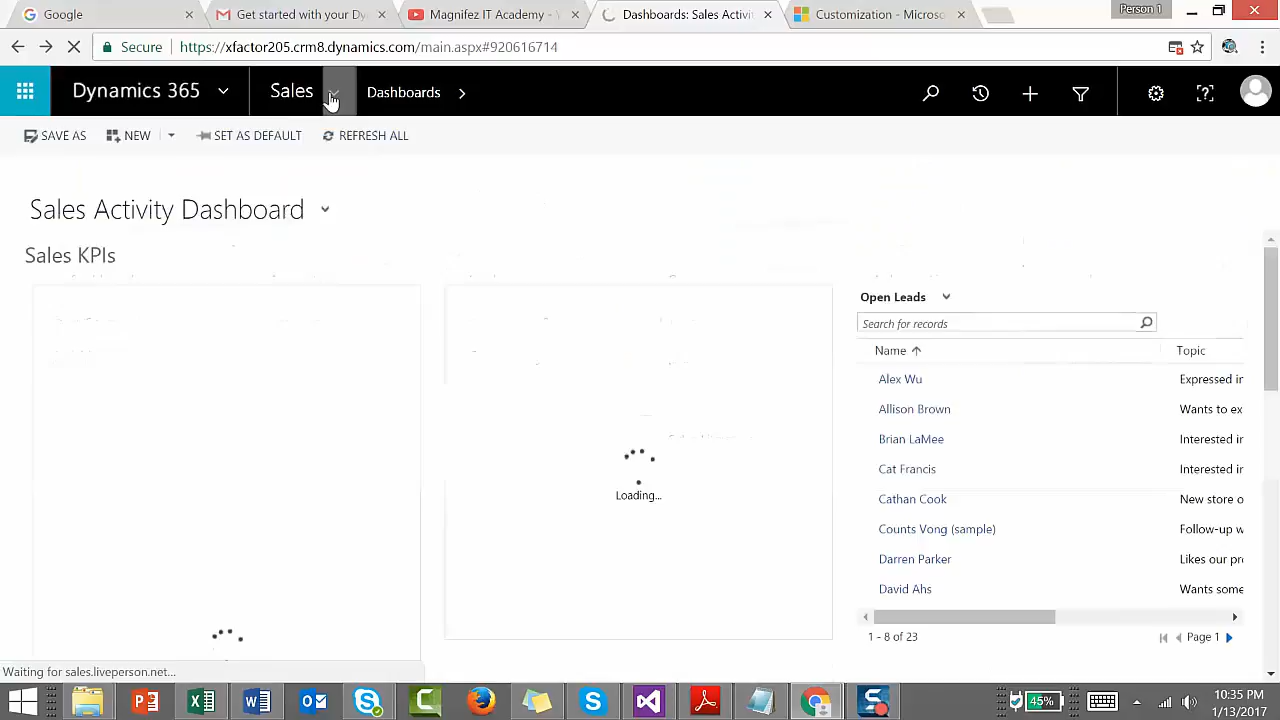 Google
Get started with your D
Magnifez IT Academy
Dashboards: Sales Activi
Customization - Micros
Person 1
Secure https://xfactor205.crm8.dynamics.com/main.aspx#920616714
Dynamics 365 Sales Dashboards
SAVE AS NEW SET AS DEFAULT REFRESH ALL
Sales Activity Dashboard
Sales KPIs
Loading...
Open Leads
Search for records
Name Topic
Alex Wu Expressed in
Allison Brown Wants to ex
Brian LaMee Interested in
Cat Francis Interested in
Cathan Cook New store o
Counts Vong (sample) Follow-up w
Darren Parker Likes our pr
David Ahs Wants some
1 - 8 of 23 Page 1
Waiting for sales.liveperson.net...
45%
10:35 PM
1/13/2017